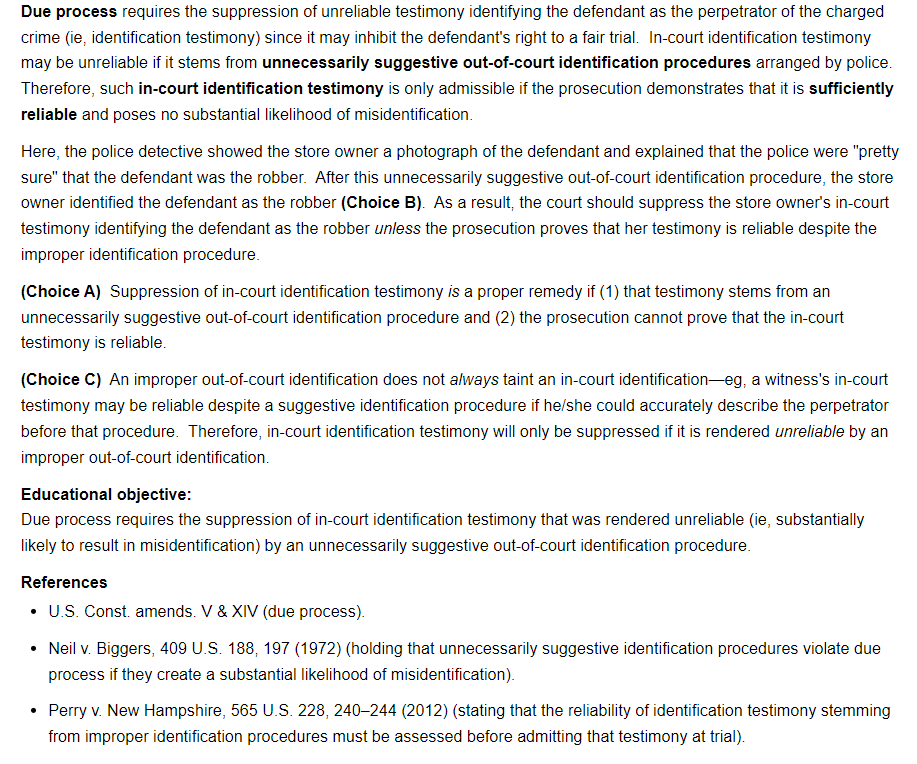 Due process requires the suppression of unreliable testimony identifying the defendant as the perpetrator of the charged
crime (ie, identification testimony) since it may inhibit the defendant's right to a fair trial.  In-court identification testimony
may be unreliable if it stems from unnecessarily suggestive out-of-court identification procedures arranged by police.
Therefore, such in-court identification testimony is only admissible if the prosecution demonstrates that it is sufficiently
reliable and poses no substantial likelihood of misidentification.
Here, the police detective showed the store owner a photograph of the defendant and explained that the police were "pretty
sure" that the defendant was the robber.  After this unnecessarily suggestive out-of-court identification procedure, the store
owner identified the defendant as the robber (Choice B).  As a result, the court should suppress the store owner's in-court
testimony identifying the defendant as the robber unless the prosecution proves that her testimony is reliable despite the
improper identification procedure.
(Choice A)  Suppression of in-court identification testimony is a proper remedy if (1) that testimony stems from an
unnecessarily suggestive out-of-court identification procedure and (2) the prosecution cannot prove that the in-court
testimony is reliable.
(Choice C)  An improper out-of-court identification does not always taint an in-court identification—eg, a witness's in-court
testimony may be reliable despite a suggestive identification procedure if he/she could accurately describe the perpetrator
before that procedure.  Therefore, in-court identification testimony will only be suppressed if it is rendered unreliable by an
improper out-of-court identification.
Educational objective:
Due process requires the suppression of in-court identification testimony that was rendered unreliable (ie, substantially
likely to result in misidentification) by an unnecessarily suggestive out-of-court identification procedure.
References
• U.S. Const. amends. V & XIV (due process).
• Neil v. Biggers, 409 U.S. 188, 197 (1972) (holding that unnecessarily suggestive identification procedures violate due
process if they create a substantial likelihood of misidentification).
• Perry v. New Hampshire, 565 U.S. 228, 240–244 (2012) (stating that the reliability of identification testimony stemming
from improper identification procedures must be assessed before admitting that testimony at trial).